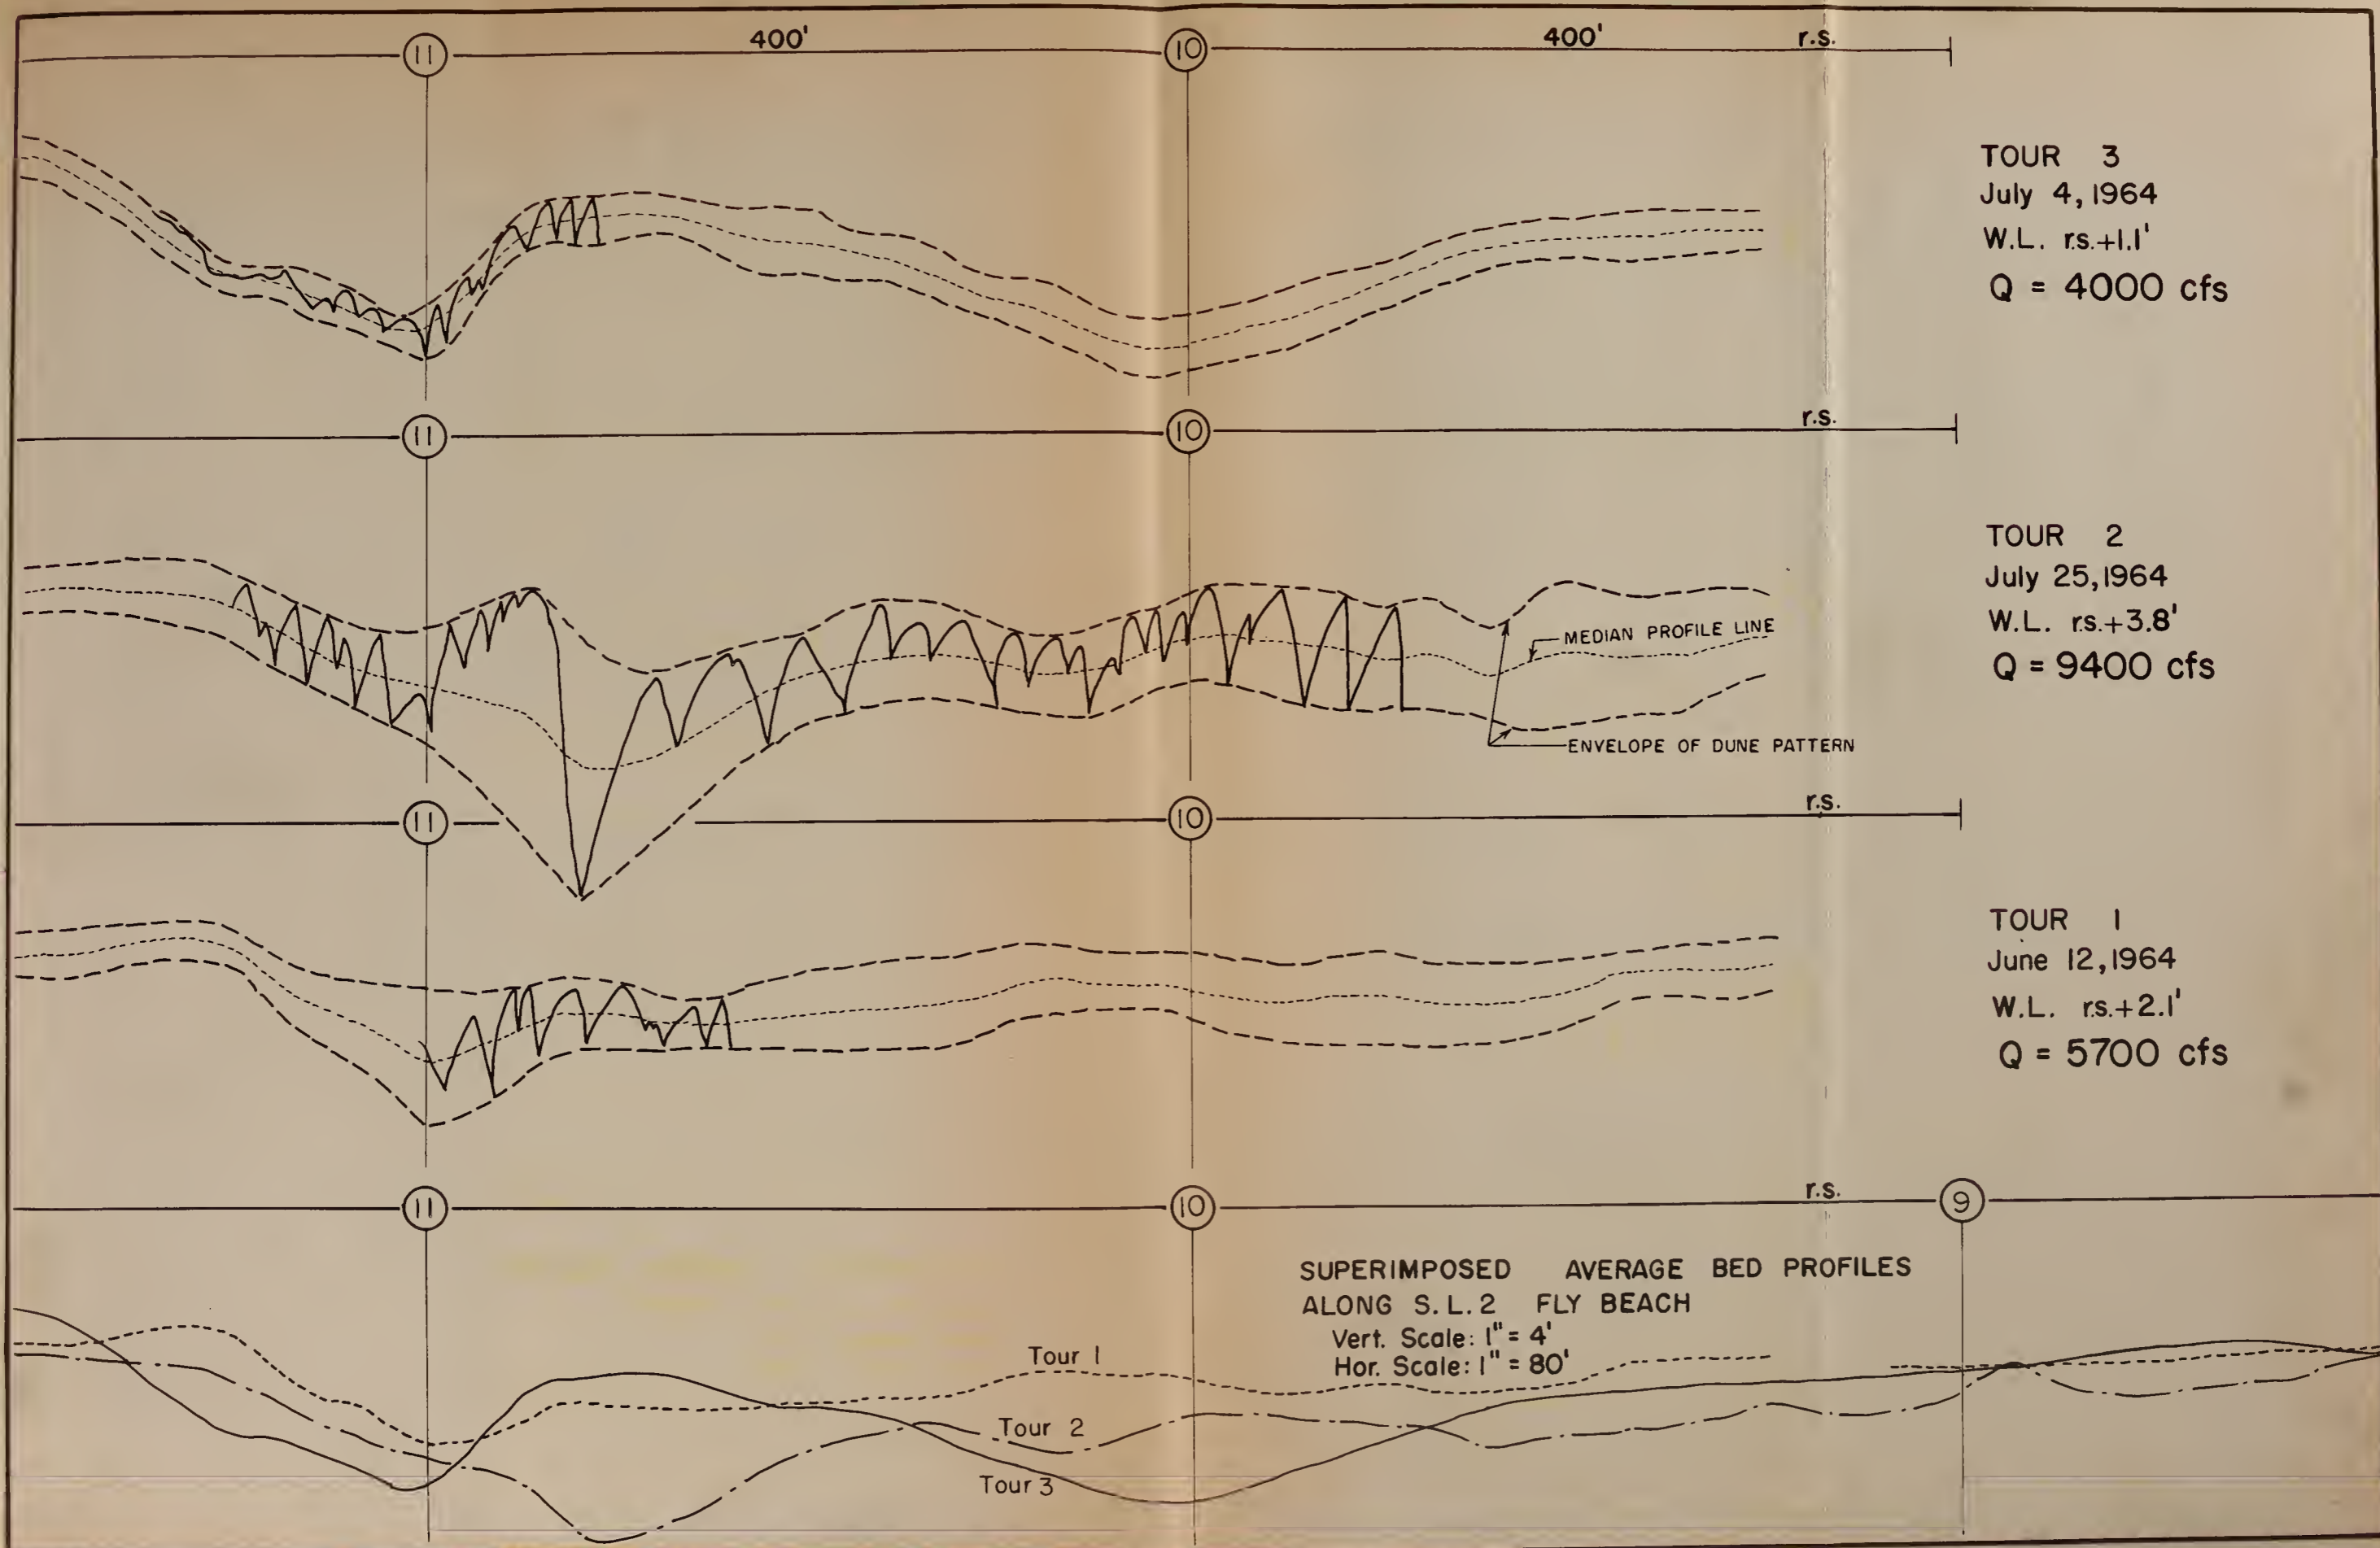 400' 400' r.s.
11 10
TOUR 3
July 4, 1964
W.L. r.s.+1.1'
Q = 4000 cfs
r.s.
11 10
TOUR 2
July 25, 1964
W.L. r.s.+3.8'
Q = 9400 cfs
MEDIAN PROFILE LINE
ENVELOPE OF DUNE PATTERN
r.s.
11 10
TOUR 1
June 12, 1964
W.L. r.s.+2.1'
Q = 5700 cfs
r.s.
11 10 9
SUPERIMPOSED AVERAGE BED PROFILES
ALONG S.L.2 FLY BEACH
Vert. Scale: 1" = 4'
Hor. Scale: 1" = 80'
Tour 1
Tour 2
Tour 3